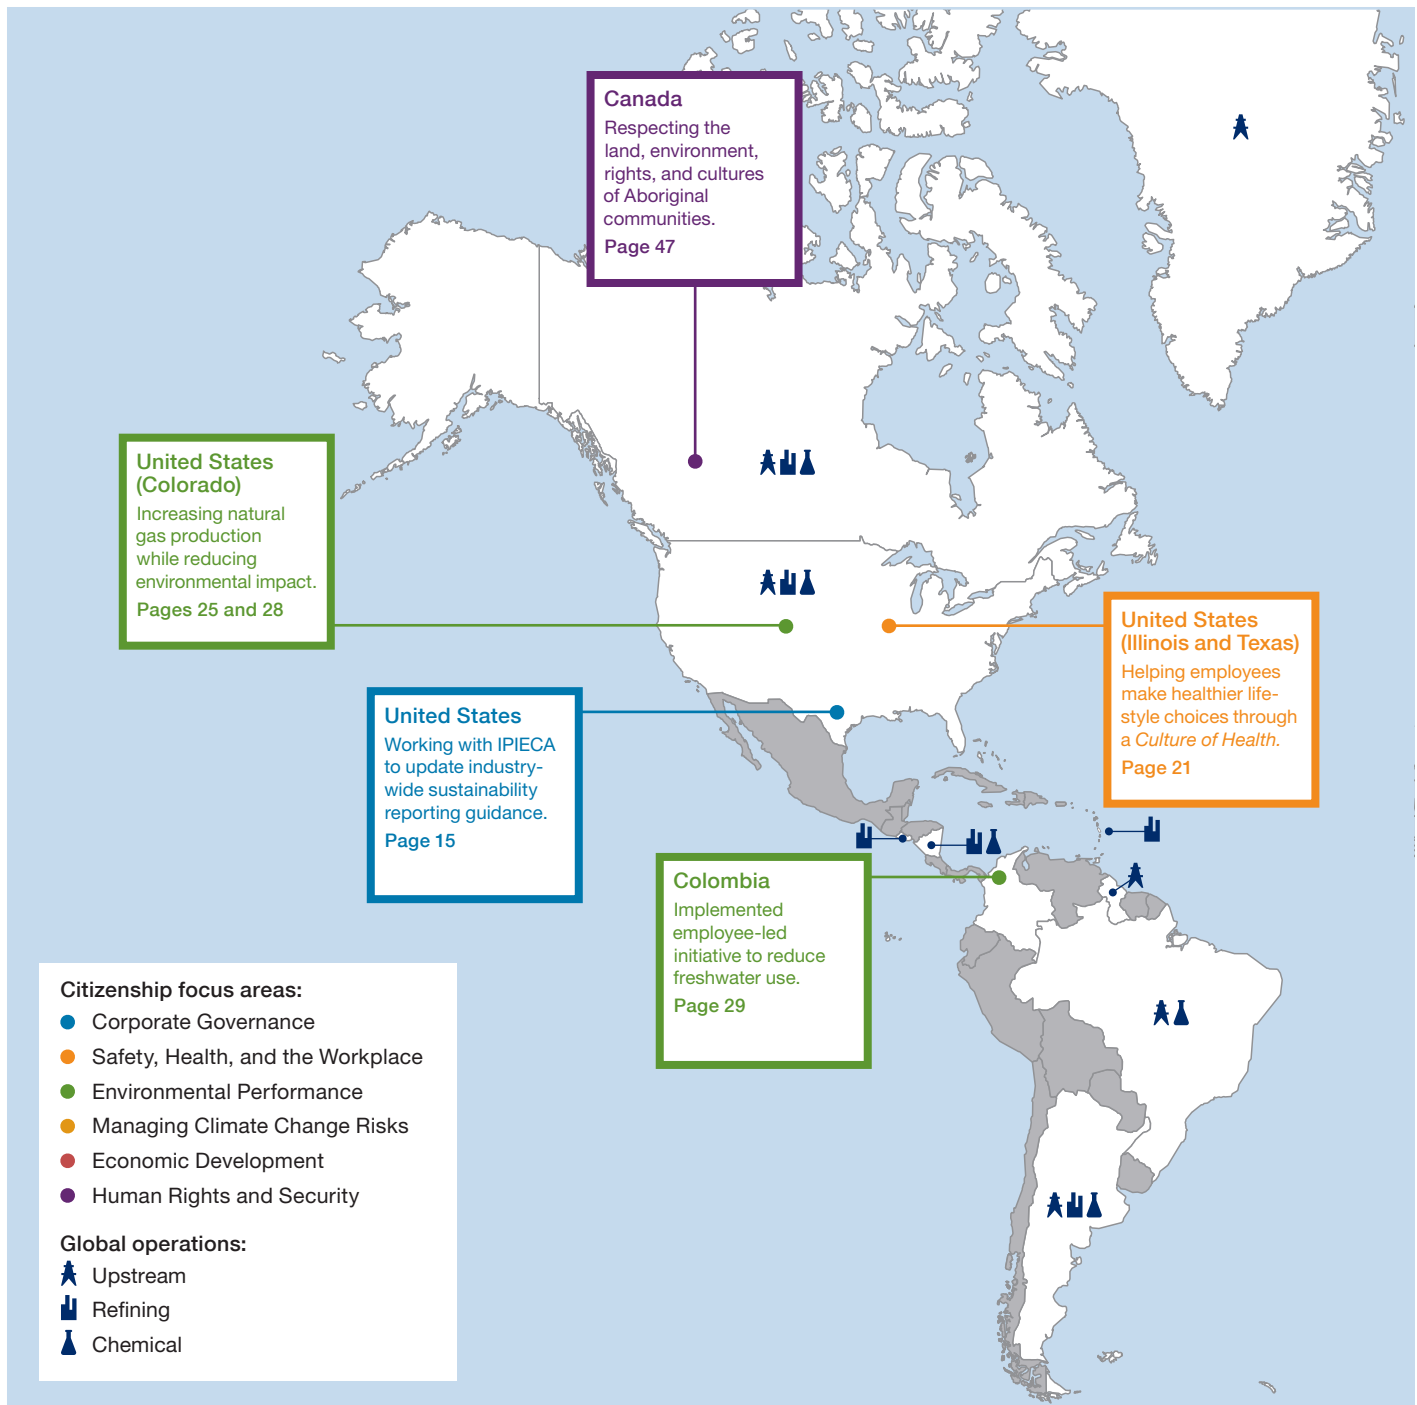 Canada
Respecting the
land, environment,
rights, and cultures
of Aboriginal
communities.
Page 47
United States
(Colorado)
Increasing natural
gas production
while reducing
environmental impact.
Pages 25 and 28
United States
(Illinois and Texas)
Helping employees
make healthier life-
style choices through
a Culture of Health.
Page 21
United States
Working with IPIECA
to update industry-
wide sustainability
reporting guidance.
Page 15
Colombia
Implemented
employee-led
initiative to reduce
freshwater use.
Page 29
Citizenship focus areas:
Corporate Governance
Safety, Health, and the Workplace
Environmental Performance
Managing Climate Change Risks
Economic Development
Human Rights and Security
Global operations:
Upstream
Refining
Chemical